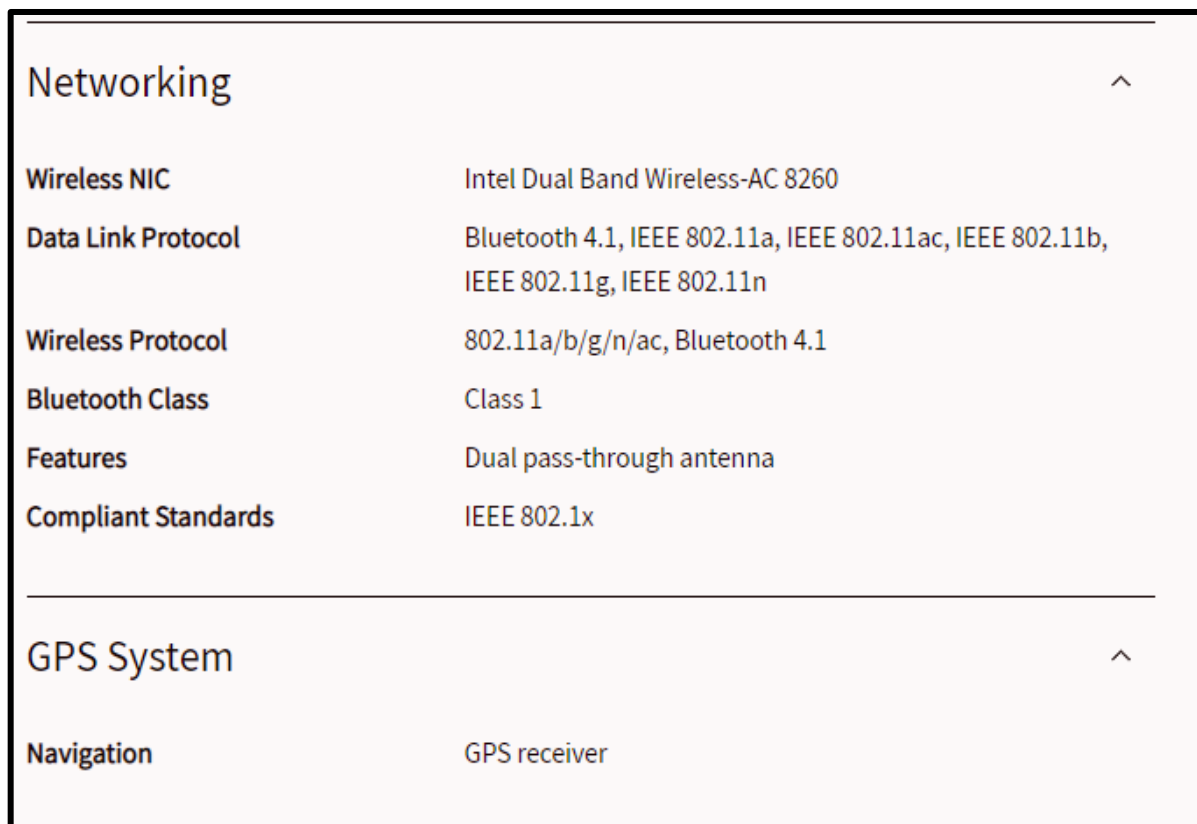 Networking
Wireless NIC Intel Dual Band Wireless-AC 8260
Data Link Protocol Bluetooth 4.1, IEEE 802.11a, IEEE 802.11ac, IEEE 802.11b,
IEEE 802.11g, IEEE 802.11n
Wireless Protocol 802.11a/b/g/n/ac, Bluetooth 4.1
Bluetooth Class Class 1
Features Dual pass-through antenna
Compliant Standards IEEE 802.1x
GPS System
Navigation GPS receiver